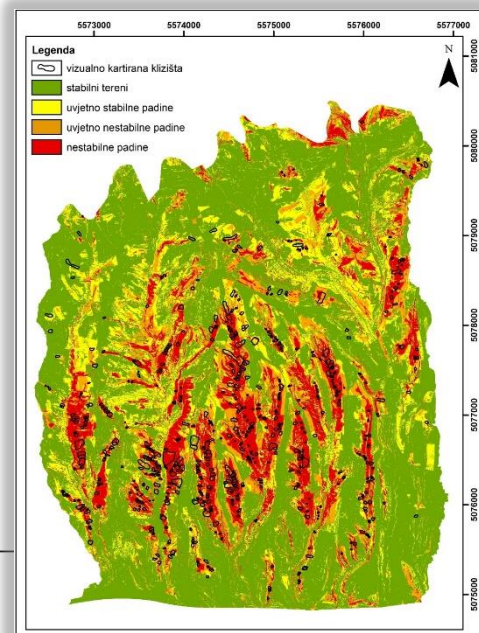 5573000 5574000 5575000 5576000 5577000
N
Legenda
vizualno kartirana klizišta
stabilni tereni
uvjetno stabilne padine
uvjetno nestabilne padine
nestabilne padine
5081000
5080000
5079000
5078000
5077000
5076000
5075000